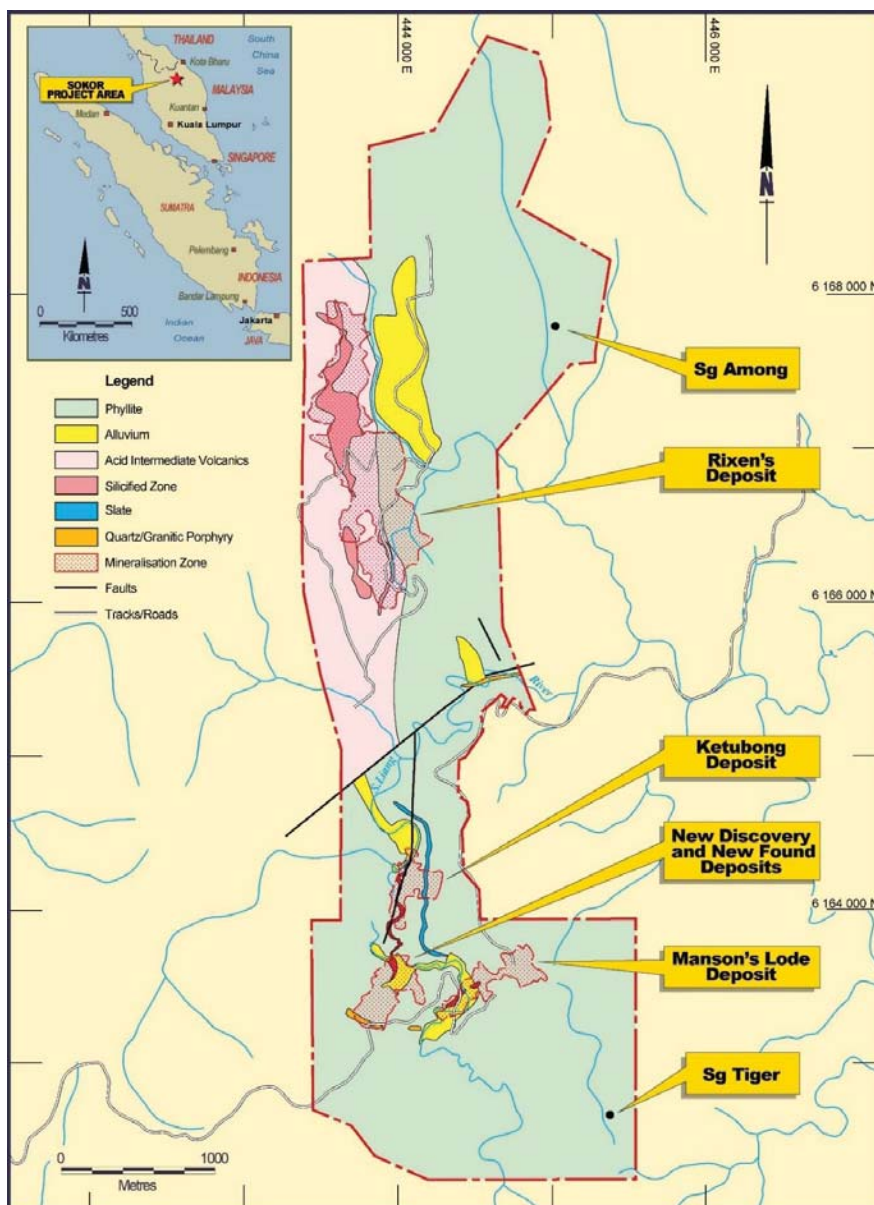 THAILAND
South
China
Sea
Kota Bharu
SOKOR
PROJECT AREA
MALAYSIA
Medan
Kuantan
Kuala Lumpur
SINGAPORE
SUMATRA
Pelembang
INDONESIA
Bandar Lampung
N
0 500
Kilometres
Indian
Ocean
Jakarta
JAVA
444 000 E
446 000 E
N
6 168 000 N
Sg Among
Legend
Phyllite
Alluvium
Acid Intermediate Volcanics
Silicified Zone
Slate
Quartz/Granitic Porphyry
Mineralisation Zone
Faults
Tracks/Roads
Rixen's
Deposit
6 166 000 N
River
S.Liang
Ketubong
Deposit
New Discovery
and New Found
Deposits
6 164 000 N
Manson's Lode
Deposit
Sg Tiger
0 1000
Metres